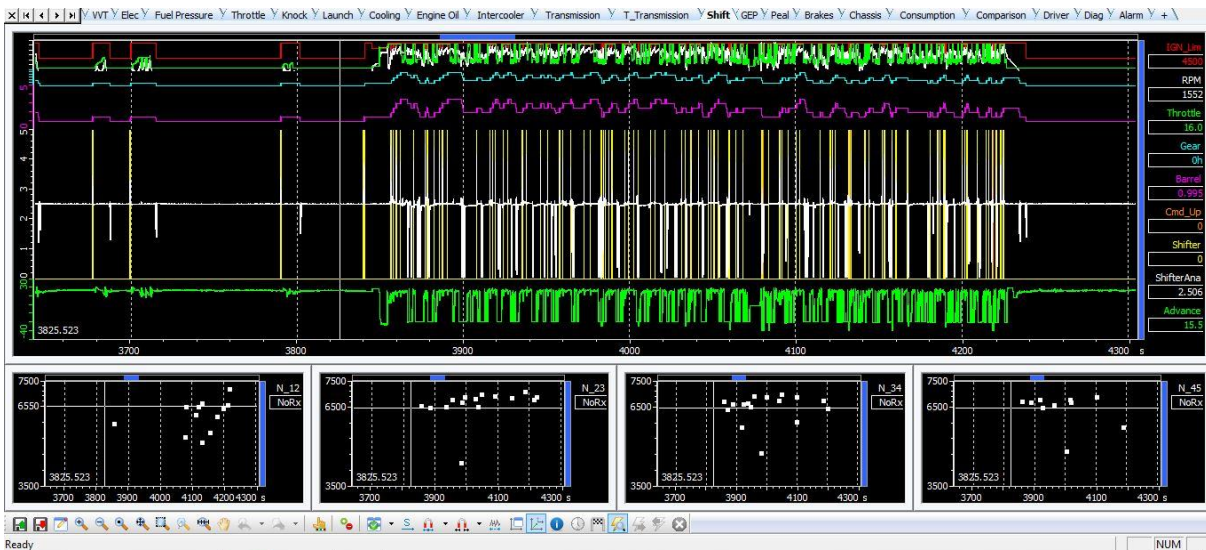 VVT Elec Fuel Pressure Throttle Knock Launch Cooling Engine Oil Intercooler Transmission T_Transmission Shift GEP Peal Brakes Chassis Consumption Comparison Driver Diag Alarm +
IGN_Lim
4500
RPM
1552
Throttle
16.0
Gear
0h
Barrel
0.995
Cmd_Up
0
Shifter
0
ShifterAna
2.506
Advance
15.5
5
0
5
4
3
2
1
30
-40
3825.523
3700 3800 3900 4000 4100 4200 4300 s
7500
6550
3500
N_12
NoRx
3825.523
3700 3800 3900 4000 4100 4200 4300 s
7500
6500
3500
N_23
NoRx
3825.523
3700 3900 4100 4300 s
7500
6500
3500
N_34
NoRx
3825.523
3700 3900 4100 4300 s
7500
6500
3500
N_45
NoRx
3825.523
3700 3900 4100 4300 s
Ready
NUM